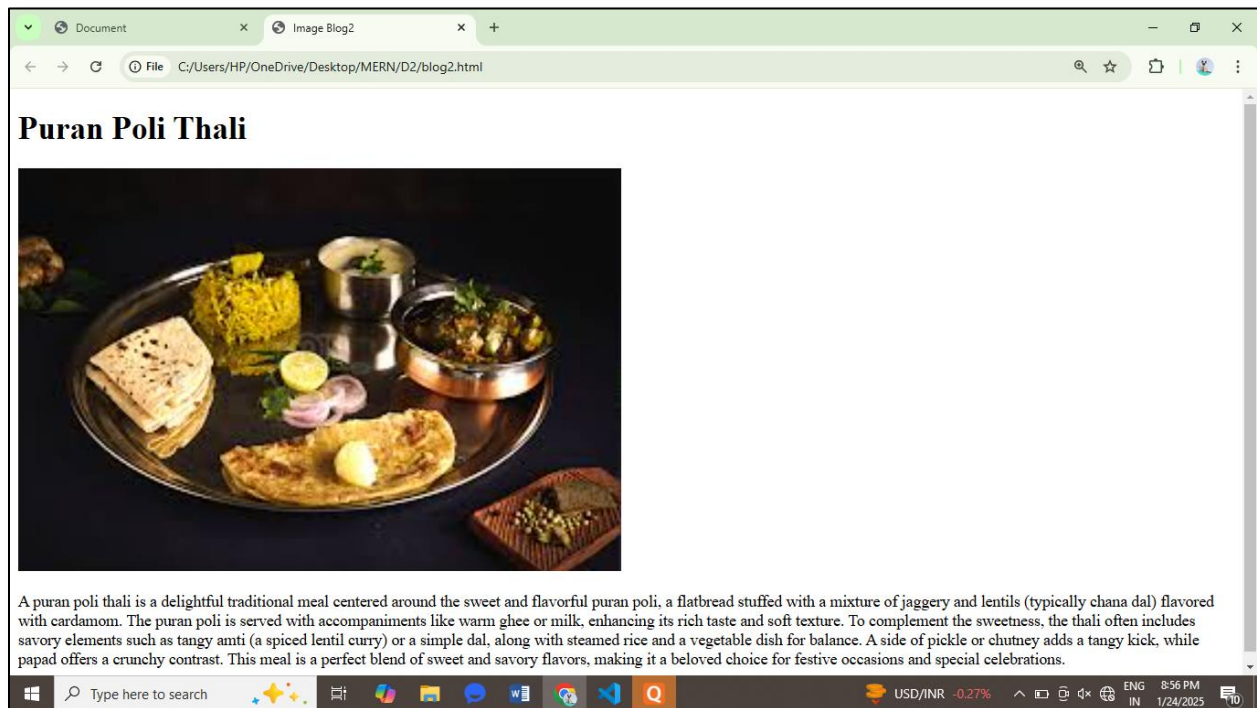 Document
Image Blog2
File
C:/Users/HP/OneDrive/Desktop/MERN/D2/blog2.html
Puran Poli Thali
A puran poli thali is a delightful traditional meal centered around the sweet and flavorful puran poli, a flatbread stuffed with a mixture of jaggery and lentils (typically chana dal) flavored
with cardamom. The puran poli is served with accompaniments like warm ghee or milk, enhancing its rich taste and soft texture. To complement the sweetness, the thali often includes
savory elements such as tangy amti (a spiced lentil curry) or a simple dal, along with steamed rice and a vegetable dish for balance. A side of pickle or chutney adds a tangy kick, while
papad offers a crunchy contrast. This meal is a perfect blend of sweet and savory flavors, making it a beloved choice for festive occasions and special celebrations.
Type here to search
W
Q
USD/INR -0.27%
ENG
IN
8:56 PM
1/24/2025
10